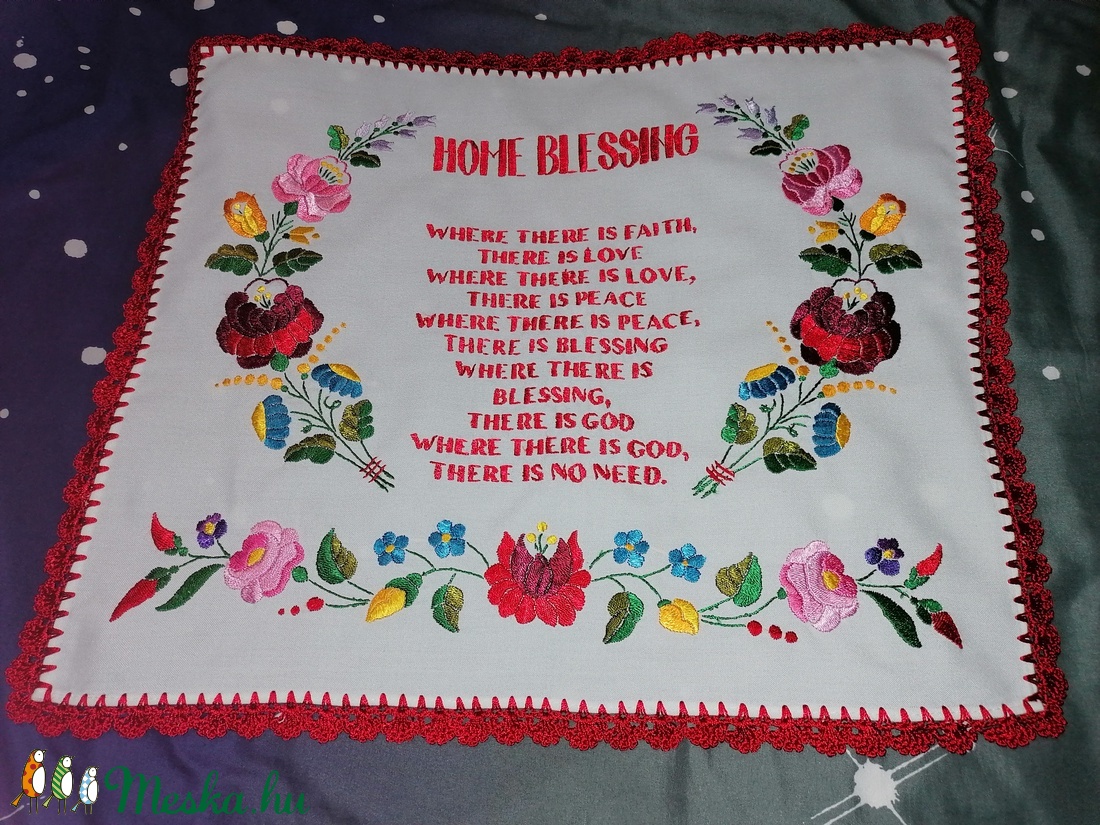 HOME BLESSING
WHERE THERE IS FAITH,
THERE IS LOVE
WHERE THERE IS LOVE,
THERE IS PEACE
WHERE THERE IS PEACE,
THERE IS BLESSING
WHERE THERE IS
BLESSING,
THERE IS GOD
WHERE THERE IS GOD,
THERE IS NO NEED.
Meska.hu